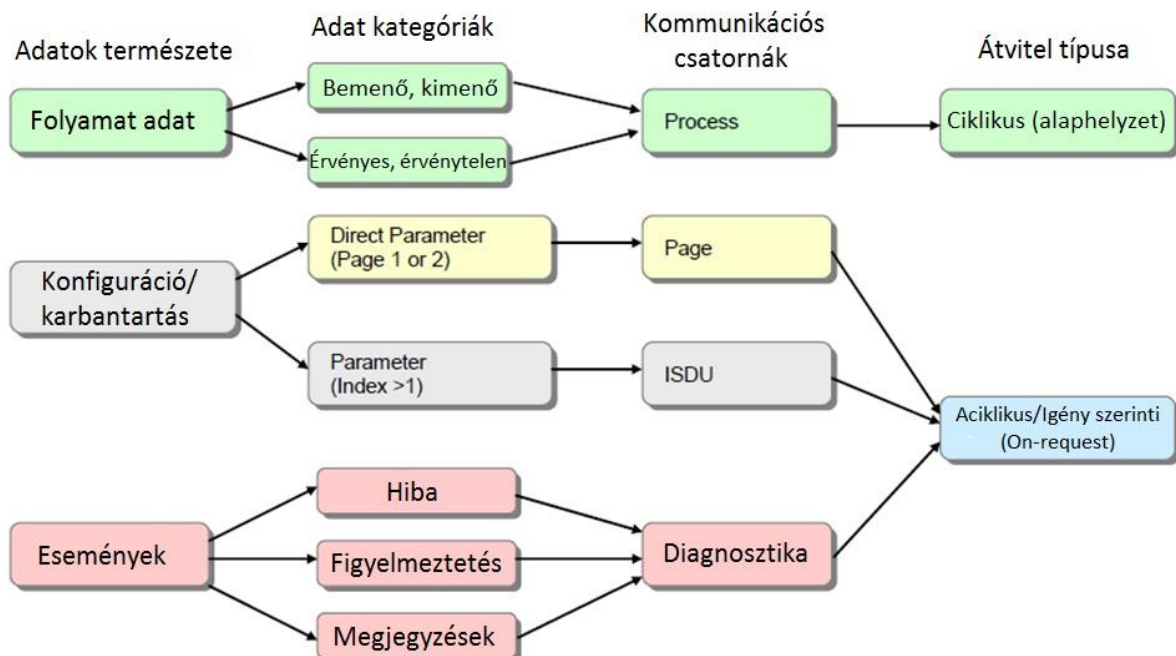 Adatok természete
Adat kategóriák
Kommunikációs
csatornák
Átvitel típusa
Folyamat adat
Bemenő, kimenő
Érvényes, érvénytelen
Process
Ciklikus (alaphelyzet)
Konfiguráció/
karbantartás
Direct Parameter
(Page 1 or 2)
Page
Parameter
(Index >1)
ISDU
Aciklikus/Igény szerinti
(On-request)
Események
Hiba
Figyelmeztetés
Megjegyzések
Diagnosztika